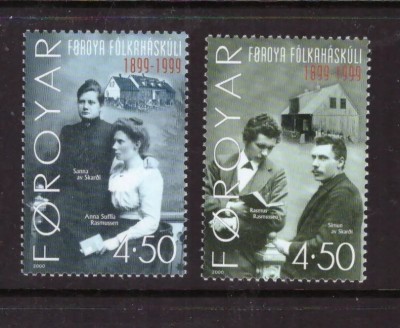 FØROYAR
FØROYA FÓLKAHÁSKÚLI
1899-1999
Sanna
av Skarði
Anna Suffía
Rasmussen
4·50
2000
FØROYAR
FØROYA FÓLKAHÁSKÚLI
1899-1999
Rasmus
Rasmussen
Símun
av Skarði
4·50
2000